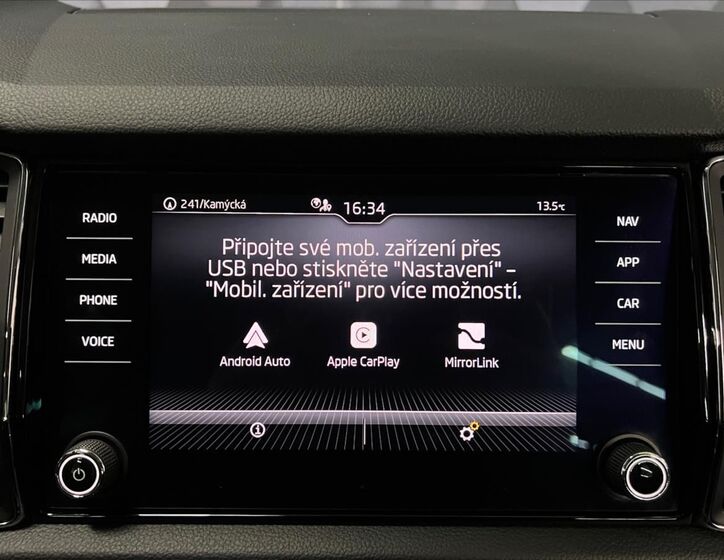 241/Kamýcká
16:34
13.5°C
RADIO
MEDIA
PHONE
VOICE
Připojte své mob. zařízení přes
USB nebo stiskněte "Nastavení" –
"Mobil. zařízení" pro více možností.
Android Auto
Apple CarPlay
MirrorLink
NAV
APP
CAR
MENU